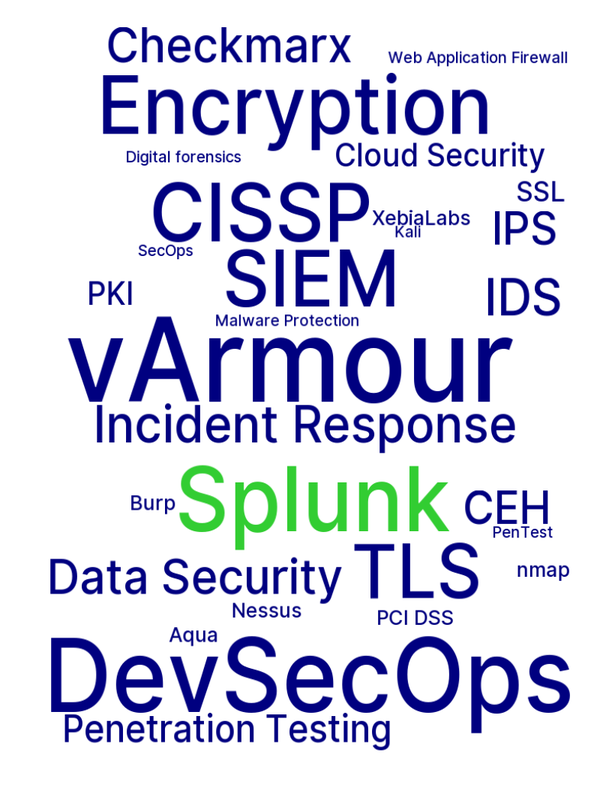 Checkmarx
Web Application Firewall
Encryption
Digital forensics
Cloud Security
CISSP
SSL
XebiaLabs
IPS
Kali
SecOps
SIEM
PKI
IDS
Malware Protection
vArmour
Incident Response
Splunk
Burp
CEH
PenTest
Data Security
TLS
nmap
Nessus
PCI DSS
Aqua
DevSecOps
Penetration Testing